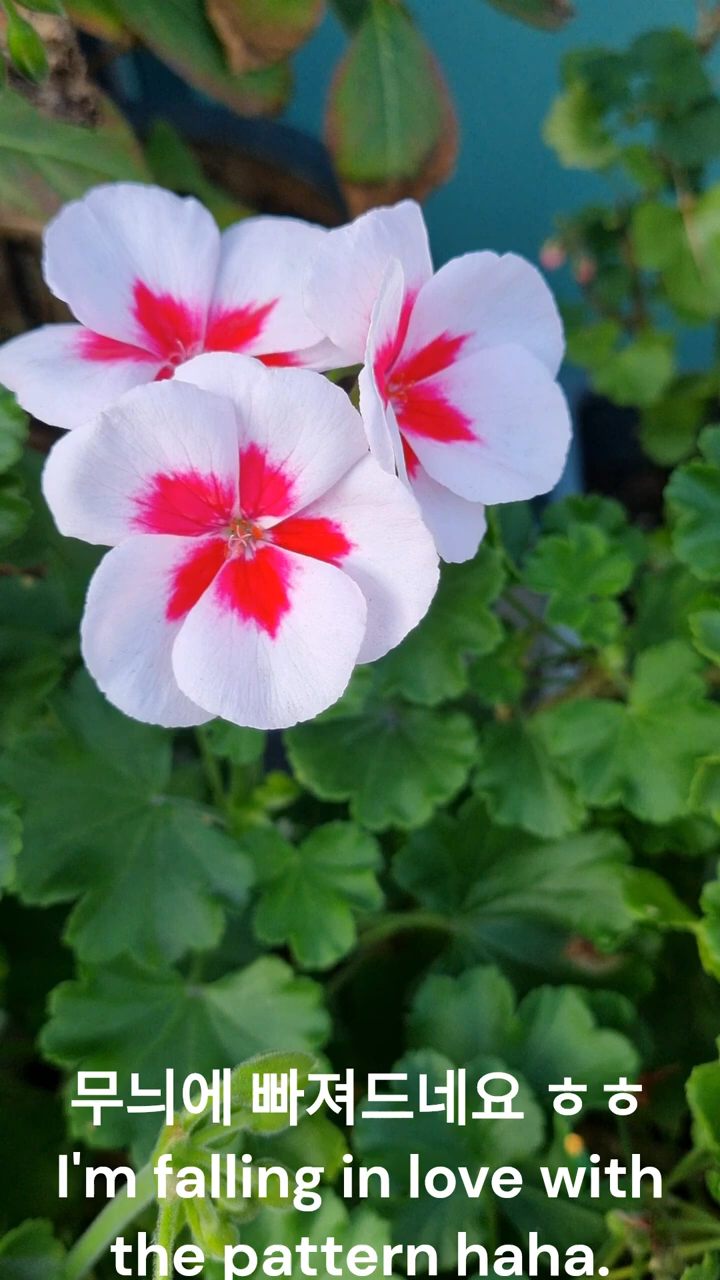 무늬에 빠져드네요 ㅎㅎ
I'm falling in love with
the pattern haha.